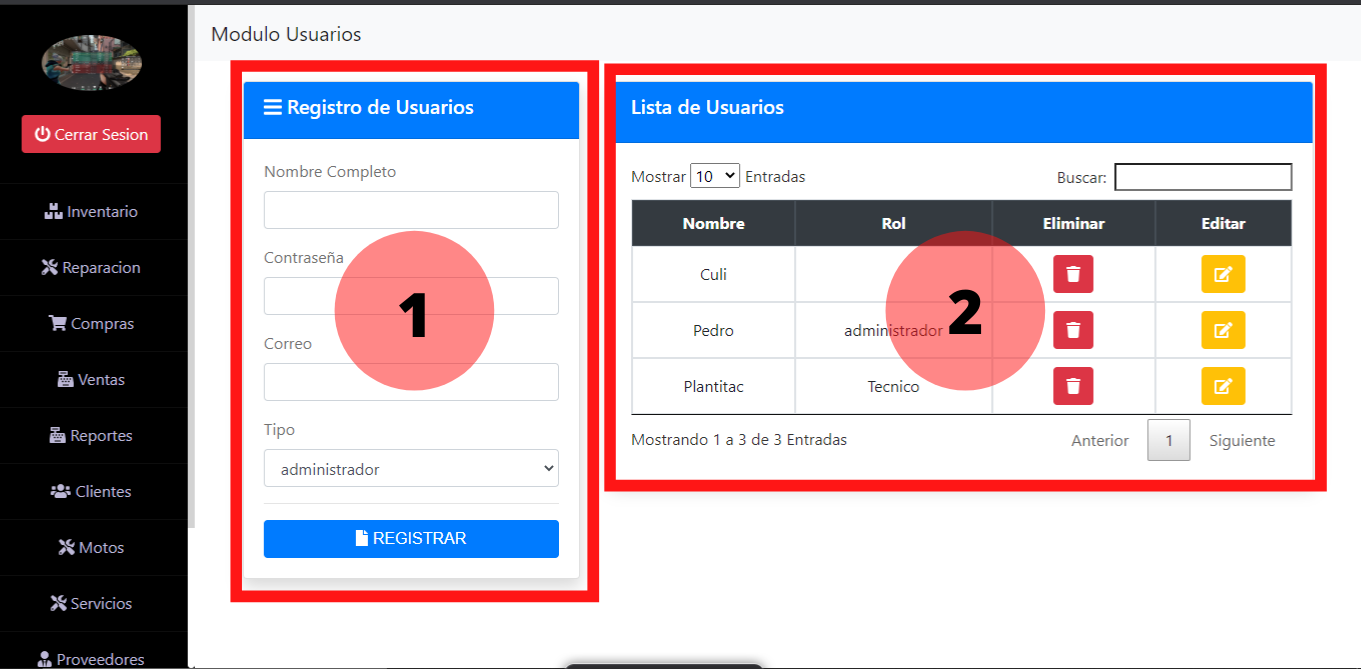 Modulo Usuarios
Cerrar Sesion
Inventario
Reparacion
Compras
Ventas
Reportes
Clientes
Motos
Servicios
Proveedores
Registro de Usuarios
Nombre Completo
Contraseña
Correo
Tipo
administrador
REGISTRAR
1
Lista de Usuarios
Mostrar 10 Entradas Buscar:
Nombre Rol Eliminar Editar
Culi
Pedro administrador
Plantitac Tecnico
2
Mostrando 1 a 3 de 3 Entradas Anterior 1 Siguiente